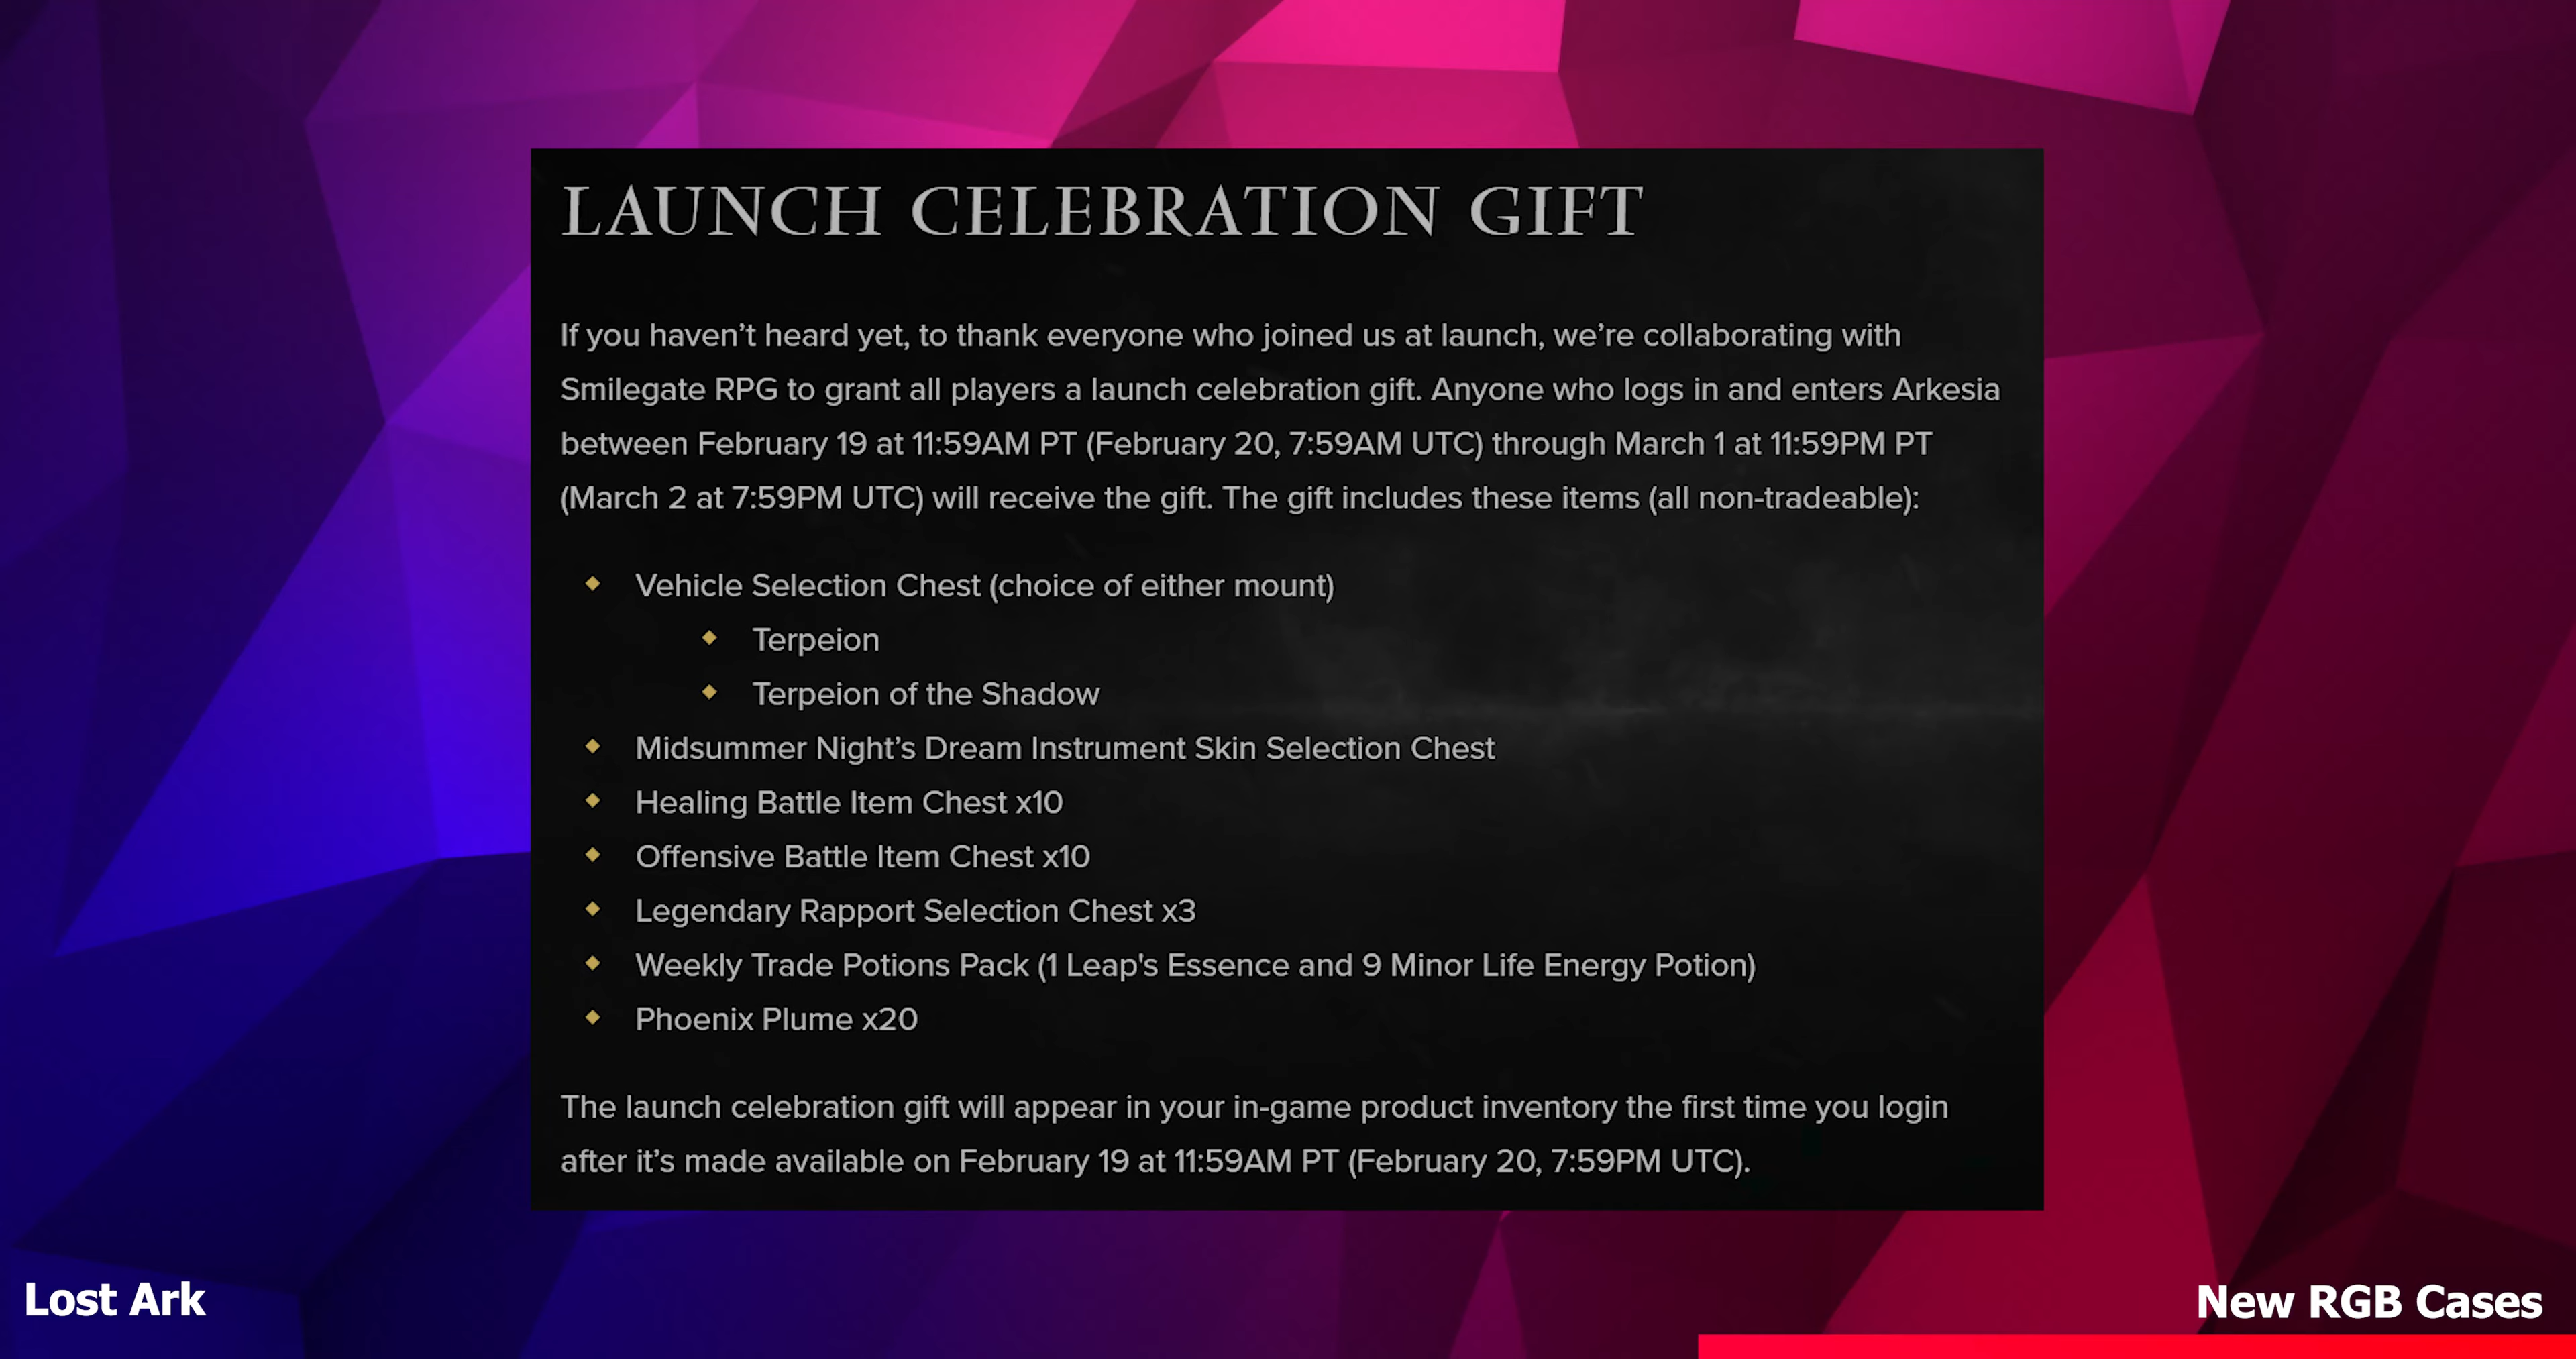 LAUNCH CELEBRATION GIFT
If you haven’t heard yet, to thank everyone who joined us at launch, we’re collaborating with
Smilegate RPG to grant all players a launch celebration gift. Anyone who logs in and enters Arkesia
between February 19 at 11:59AM PT (February 20, 7:59AM UTC) through March 1 at 11:59PM PT
(March 2 at 7:59PM UTC) will receive the gift. The gift includes these items (all non-tradeable):
Vehicle Selection Chest (choice of either mount)
Terpeion
Terpeion of the Shadow
Midsummer Night’s Dream Instrument Skin Selection Chest
Healing Battle Item Chest x10
Offensive Battle Item Chest x10
Legendary Rapport Selection Chest x3
Weekly Trade Potions Pack (1 Leap's Essence and 9 Minor Life Energy Potion)
Phoenix Plume x20
The launch celebration gift will appear in your in-game product inventory the first time you login
after it’s made available on February 19 at 11:59AM PT (February 20, 7:59PM UTC).
Lost Ark
New RGB Cases